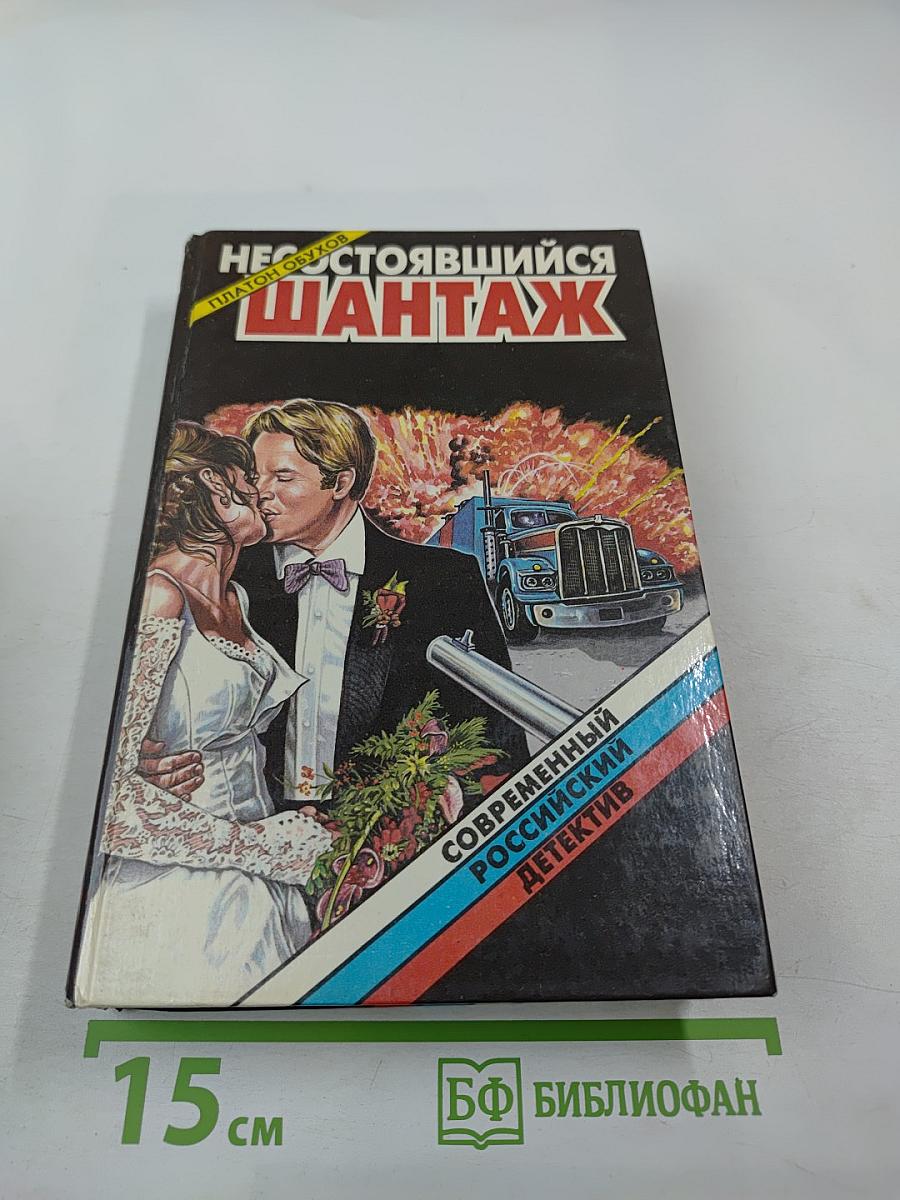 ПЛАТОН ОБУХОВ
НЕСОСТОЯВШИЙСЯ
ШАНТАЖ
СОВРЕМЕННЫЙ
РОССИЙСКИЙ
ДЕТЕКТИВ
15 см
БФ БИБЛИОФАН